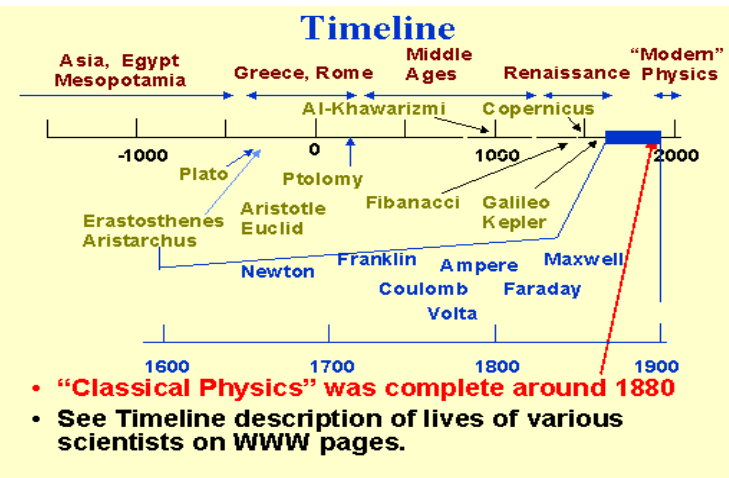 Timeline
Asia, Egypt
Mesopotamia
Greece, Rome
Middle
Ages
Renaissance
“Modern”
Physics
Al-Khawarizmi
Copernicus
-1000
0
1000
2000
Plato
Ptolomy
Fibanacci
Galileo
Kepler
Erastosthenes
Aristarchus
Aristotle
Euclid
Newton
Franklin
Ampere
Maxwell
Coulomb
Faraday
Volta
1600
1700
1800
1900
• “Classical Physics” was complete around 1880
• See Timeline description of lives of various
scientists on WWW pages.